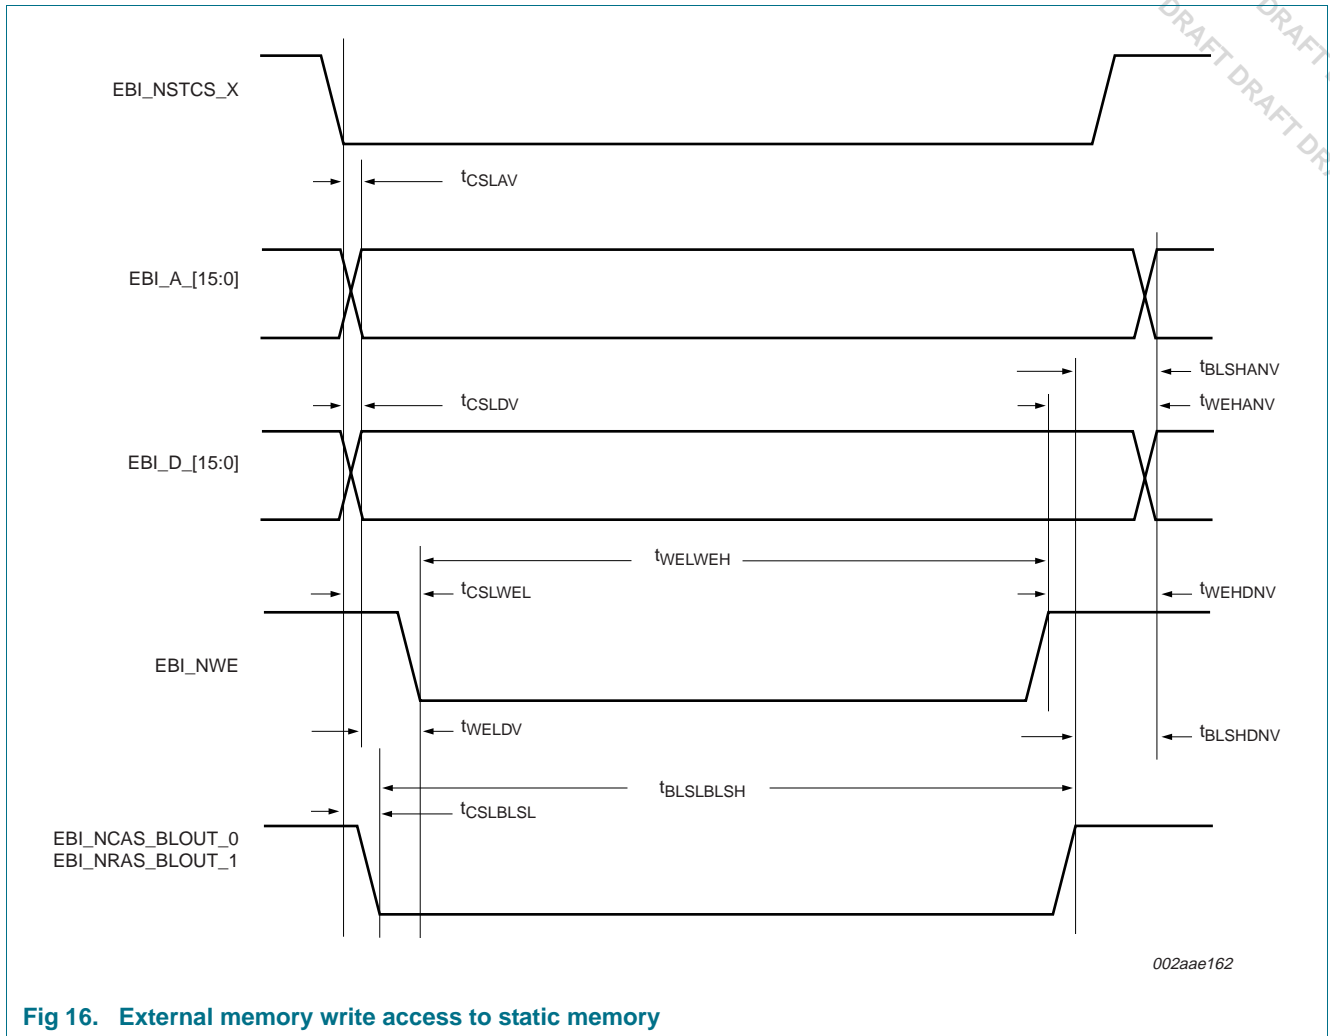 DRAFT DRAFT DRA
DRAFT
EBI_NSTCS_X
tCSLAV
EBI_A_[15:0]
tBLSHANV
tCSLDV
tWEHANV
EBI_D_[15:0]
tWELWEH
tCSLWEL
tWEHDNV
EBI_NWE
tWELDV
tBLSHDNV
tBLSLBLSH
tCSLBLSL
EBI_NCAS_BLOUT_0
EBI_NRAS_BLOUT_1
002aae162
Fig 16. External memory write access to static memory